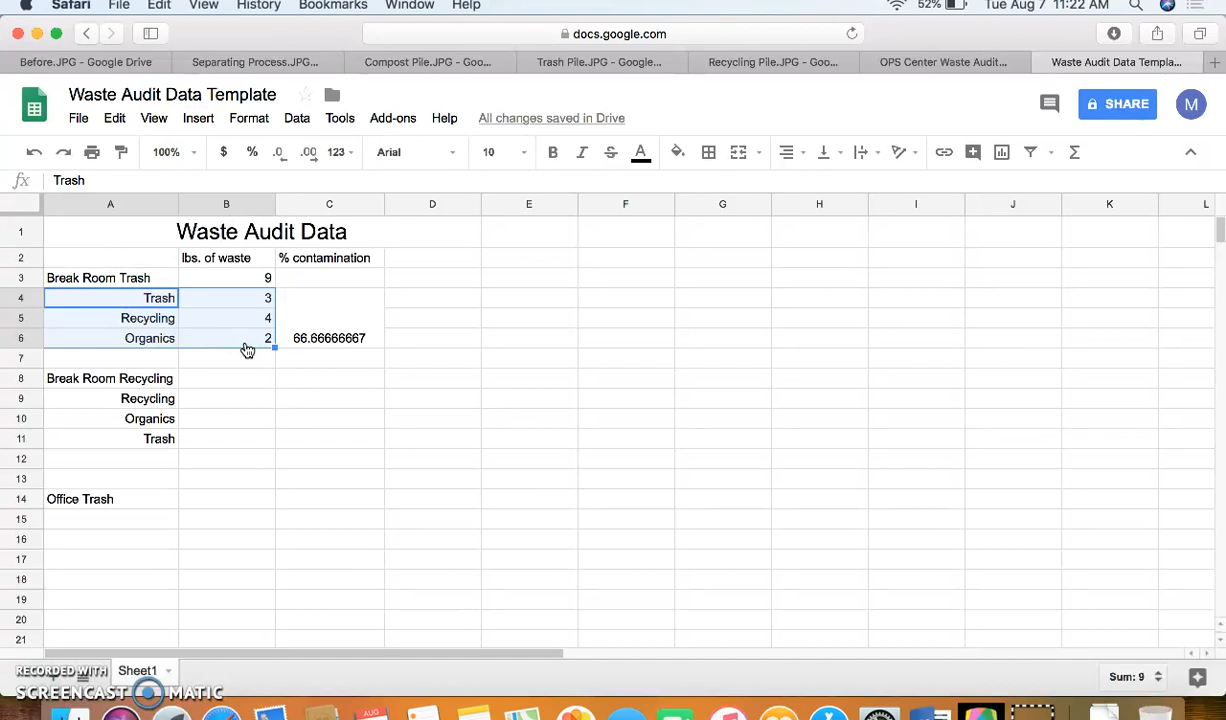 Safari File Edit View History Bookmarks Window Help 52% Tue Aug 7 11:22 AM
docs.google.com
Before.JPG - Google Drive Separating Process.JPG... Compost Pile.JPG - Goo... Trash Pile.JPG - Google... Recycling Pile.JPG - Goo... OPS Center Waste Audit... Waste Audit Data Templa...
Waste Audit Data Template
File Edit View Insert Format Data Tools Add-ons Help All changes saved in Drive SHARE M
100% $ % .0 .00 123 Arial 10 B I S A Σ
fx Trash
A B C D E F G H I J K L
1 Waste Audit Data
2 lbs. of waste % contamination
3 Break Room Trash 9
4 Trash 3
5 Recycling 4
6 Organics 2 66.66666667
7
8 Break Room Recycling
9 Recycling
10 Organics
11 Trash
12
13
14 Office Trash
15
16
17
18
19
20
21
RECORDED WITH
SCREENCAST MATIC
Sheet1 Sum: 9
AUG